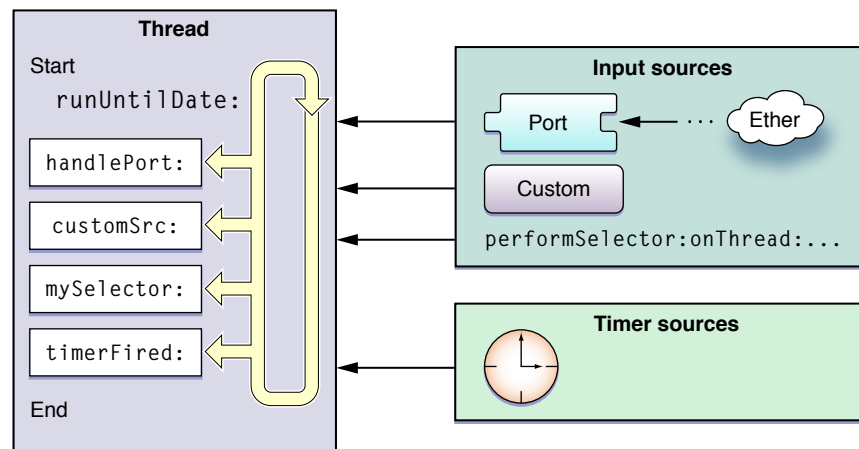 Thread
Start
runUntilDate:
handlePort:
customSrc:
mySelector:
timerFired:
End
Input sources
Port
... Ether
Custom
performSelector:onThread:...
Timer sources